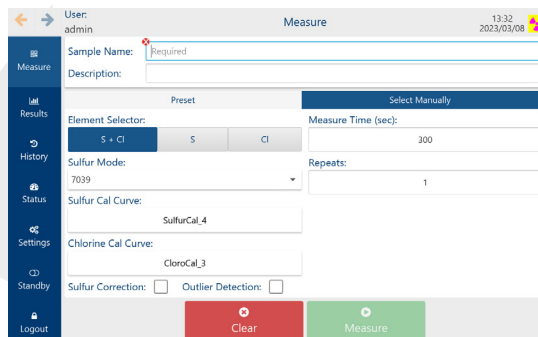 User:
admin
Measure
13:32
2023/03/08
Measure
Results
History
Status
Settings
Standby
Logout
Sample Name:
Required
Description:
Preset
Select Manually
Element Selector:
S + Cl
S
Cl
Measure Time (sec):
300
Sulfur Mode:
7039
Repeats:
1
Sulfur Cal Curve:
SulfurCal_4
Chlorine Cal Curve:
CloroCal_3
Sulfur Correction:
Outlier Detection:
Clear
Measure